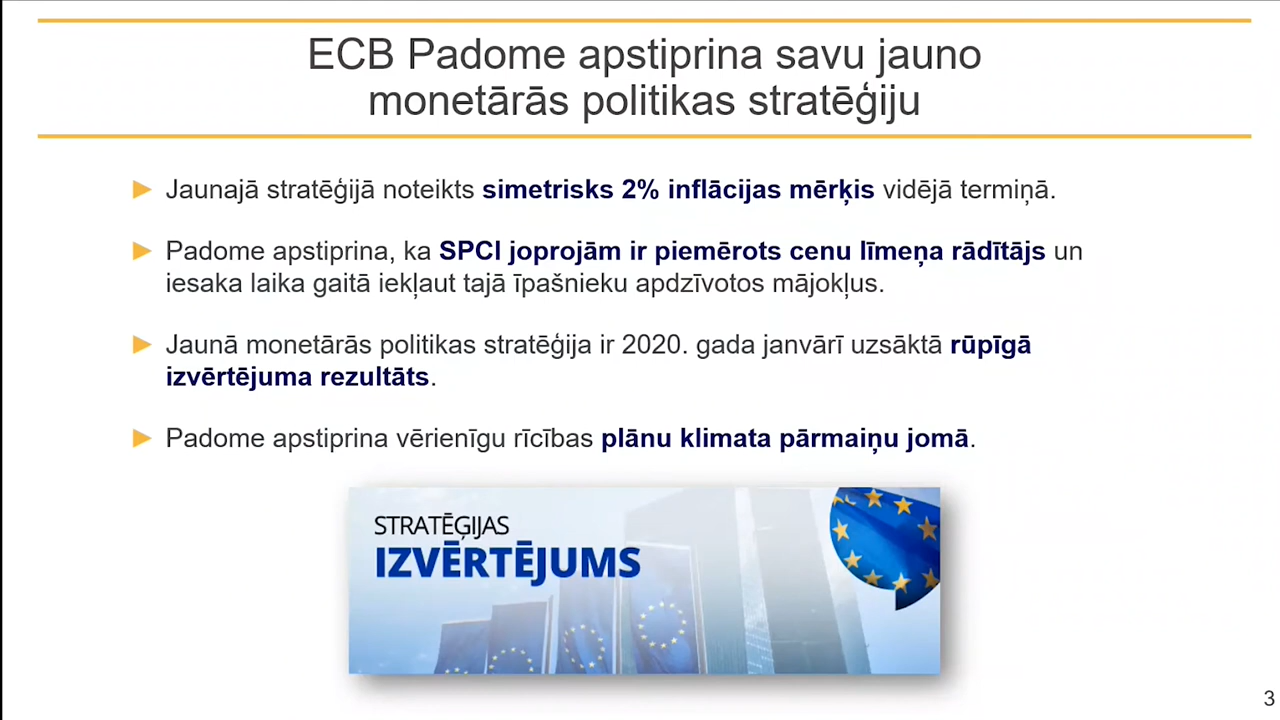 ECB Padome apstiprina savu jauno
monetārās politikas stratēģiju
► Jaunajā stratēģijā noteikts simetrisks 2% inflācijas mērķis vidējā termiņā.
► Padome apstiprina, ka SPCI joprojām ir piemērots cenu līmeņa rādītājs un
iesaka laika gaitā iekļaut tajā īpašnieku apdzīvotos mājokļus.
► Jaunā monetārās politikas stratēģija ir 2020. gada janvārī uzsāktā rūpīgā
izvērtējuma rezultāts.
► Padome apstiprina vērienīgu rīcības plānu klimata pārmaiņu jomā.
STRATĒĢIJAS
IZVĒRTĒJUMS
3